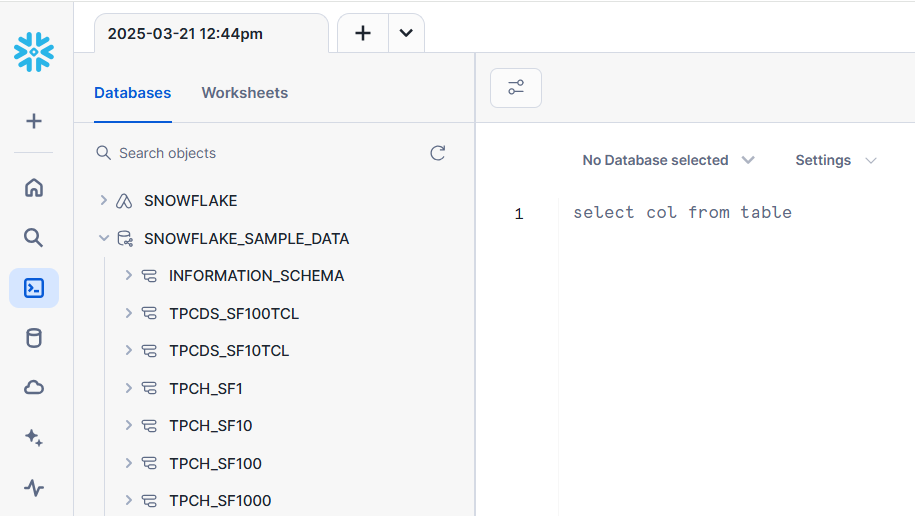 2025-03-21 12:44pm
Databases Worksheets
Search objects
No Database selected Settings
SNOWFLAKE
1 select col from table
SNOWFLAKE_SAMPLE_DATA
INFORMATION_SCHEMA
TPCDS_SF100TCL
TPCDS_SF10TCL
TPCH_SF1
TPCH_SF10
TPCH_SF100
TPCH_SF1000